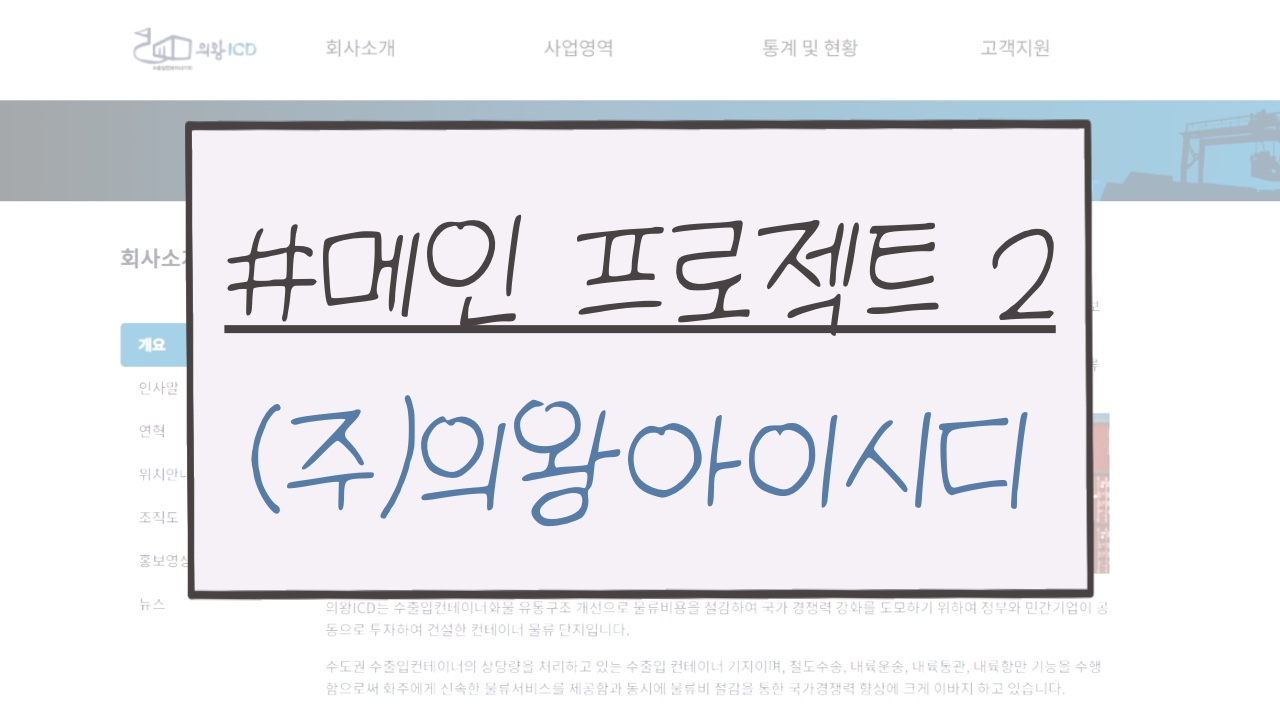 의왕ICD
수출입컨테이너기지
회사소개
사업영역
통계 및 현황
고객지원
#메인 프로젝트 2
(주)의왕아이시디
회사소개
개요
인사말
연혁
위치안내
조직도
홍보영상
뉴스
의왕ICD는 수출입컨테이너화물 유통구조 개선으로 물류비용을 절감하여 국가 경쟁력 강화를 도모하기 위하여 정부와 민간기업이 공
동으로 투자하여 건설한 컨테이너 물류 단지입니다.
수도권 수출입컨테이너의 상당량을 처리하고 있는 수출입 컨테이너 기지이며, 철도수송, 내륙운송, 내륙통관, 내륙항만 기능을 수행
함으로써 화주에게 신속한 물류서비스를 제공함과 동시에 물류비 절감을 통한 국가경쟁력 향상에 크게 이바지 하고 있습니다.